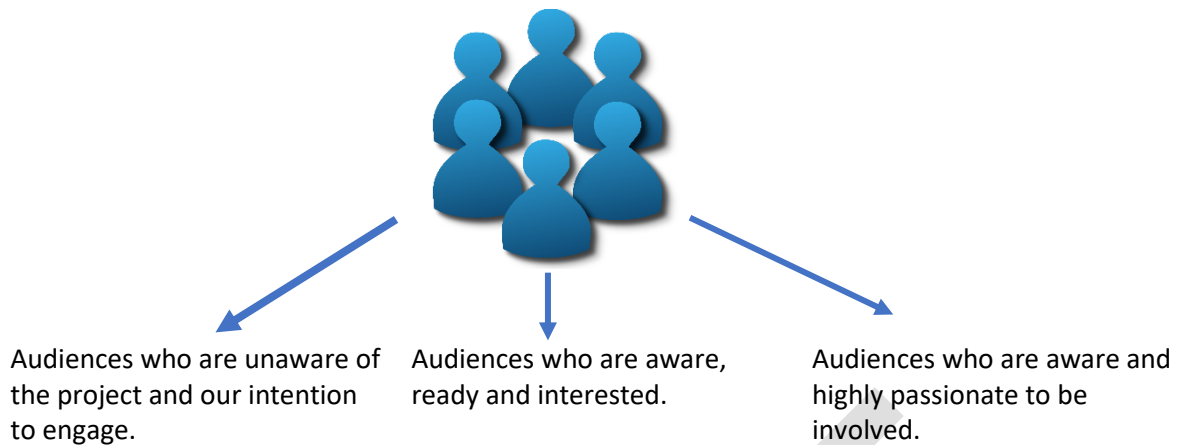 Audiences who are unaware of
the project and our intention
to engage.
Audiences who are aware,
ready and interested.
Audiences who are aware and
highly passionate to be
involved.